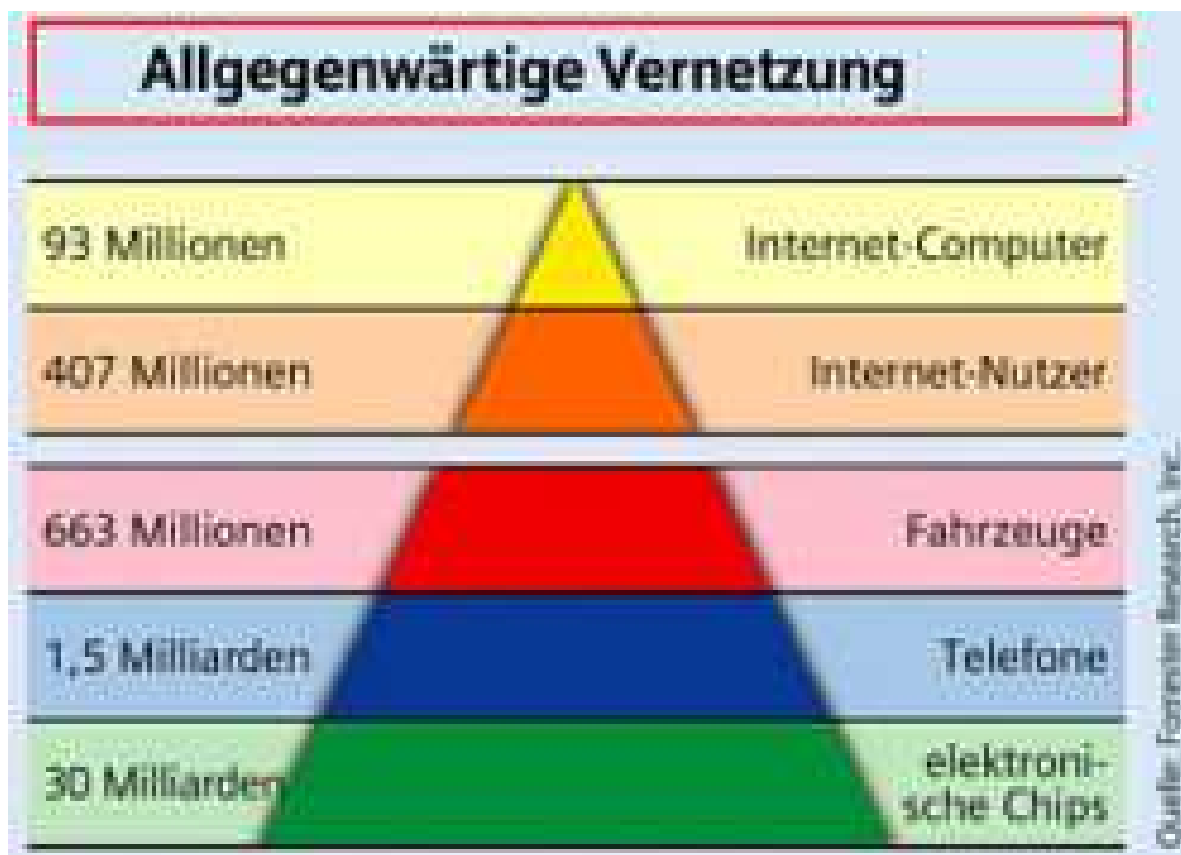 Allgegenwärtige Vernetzung
93 Millionen
Internet-Computer
407 Millionen
Internet-Nutzer
663 Millionen
Fahrzeuge
1,5 Milliarden
Telefone
30 Milliarden
elektroni-
sche Chips
Quelle: Forrester Research, Inc.